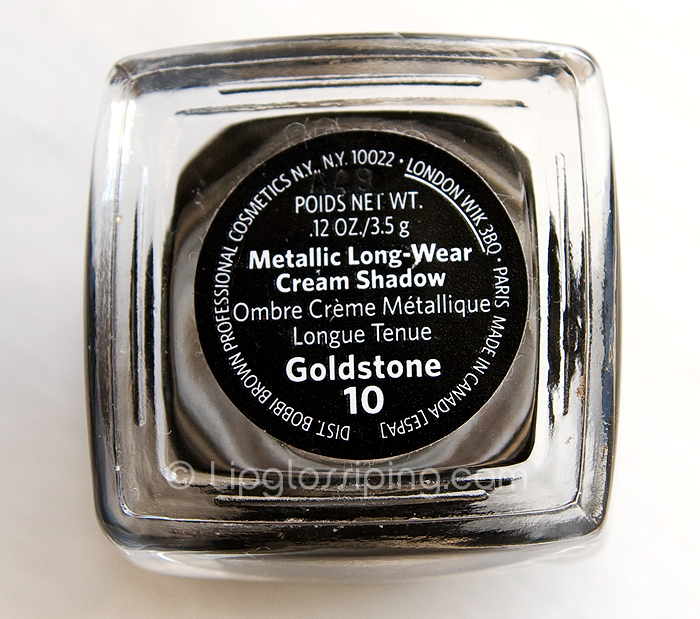 DIST. BOBBI BROWN PROFESSIONAL COSMETICS N.Y., N.Y. 10022 • LONDON W1K 3BQ • PARIS MADE IN CANADA [ESPA]
POIDS NET WT.
.12 OZ./3.5 g
Metallic Long-Wear
Cream Shadow
Ombre Crème Métallique
Longue Tenue
Goldstone
10
© Lipglossiping.com